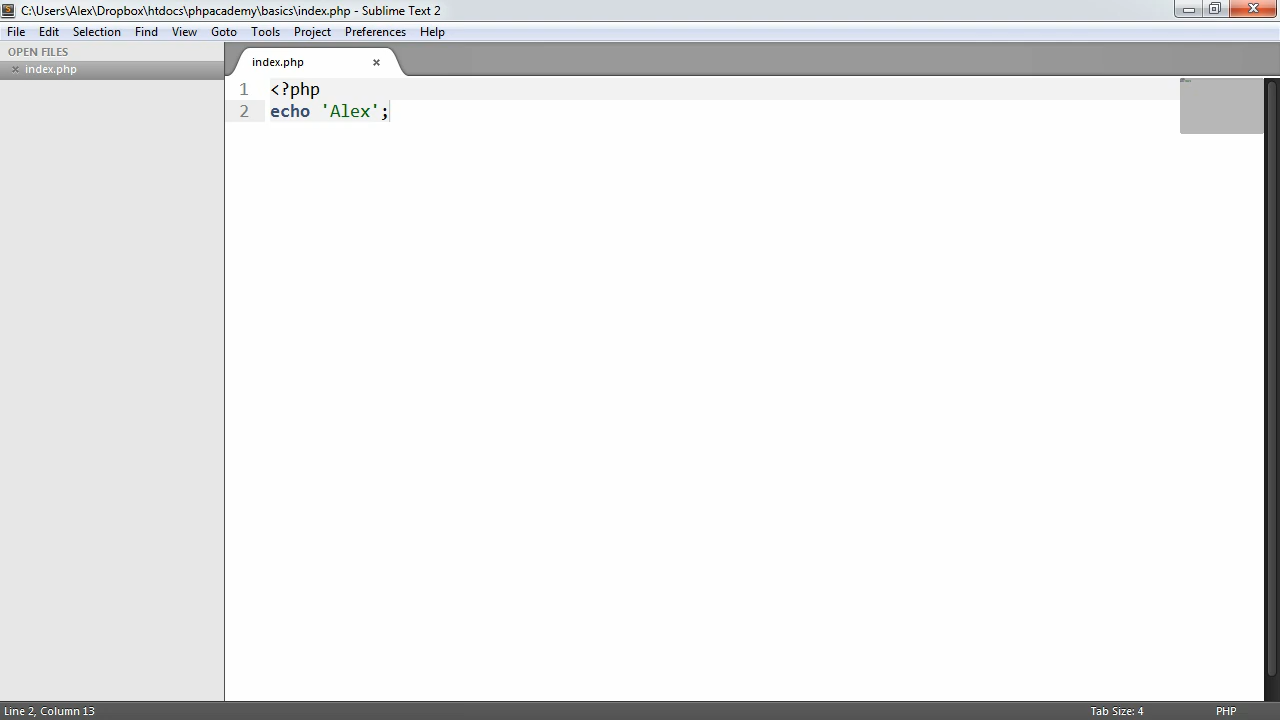 C:\Users\Alex\Dropbox\htdocs\phpacademy\basics\index.php - Sublime Text 2
File Edit Selection Find View Goto Tools Project Preferences Help
OPEN FILES
index.php
index.php
1 <?php
2 echo 'Alex';
Line 2, Column 13
Tab Size: 4
PHP